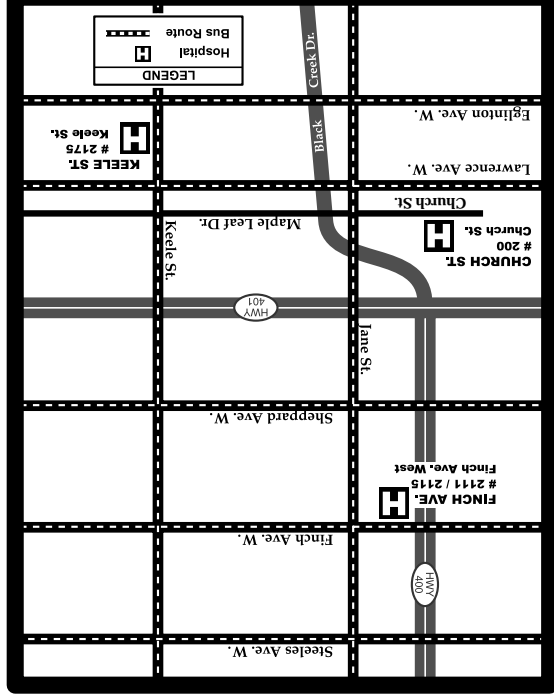 Steeles Ave. W.
HWY
400
Finch Ave. W.
H
FINCH AVE.
# 2111 / 2115
Finch Ave. West
Sheppard Ave. W.
Jane St.
HWY
401
CHURCH ST.
# 200
Church St.
H
Keele St.
Maple Leaf Dr.
Church St.
Lawrence Ave. W.
KEELE ST.
# 2175
Keele St.
H
Black
Creek Dr.
Eglinton Ave. W.
LEGEND
Hospital H
Bus Route